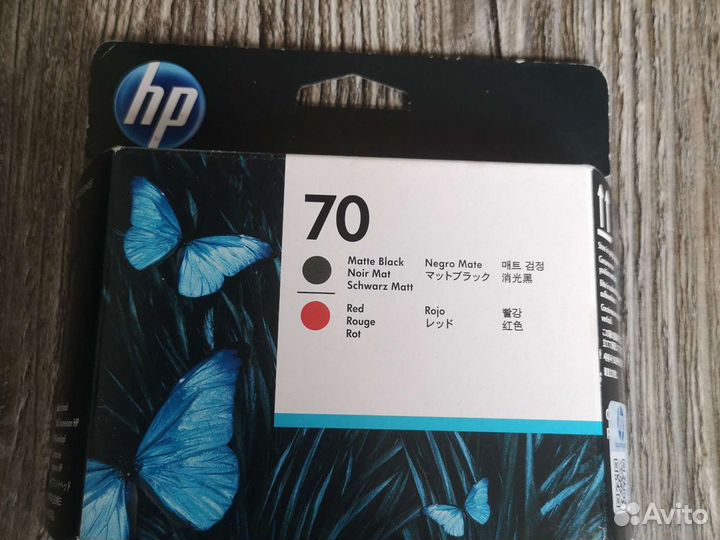 hp
70
Matte Black Negro Mate 매트 검정
Noir Mat マットブラック 消光黑
Schwarz Matt
Red Rojo 빨강
Rouge レッド 红色
Rot
Avito